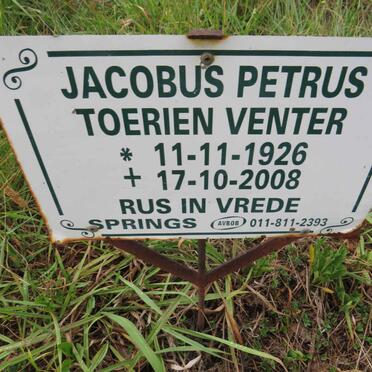 JACOBUS PETRUS
TOERIEN VENTER
* 11-11-1926
+ 17-10-2008
RUS IN VREDE
SPRINGS AVBOB 011-811-2393